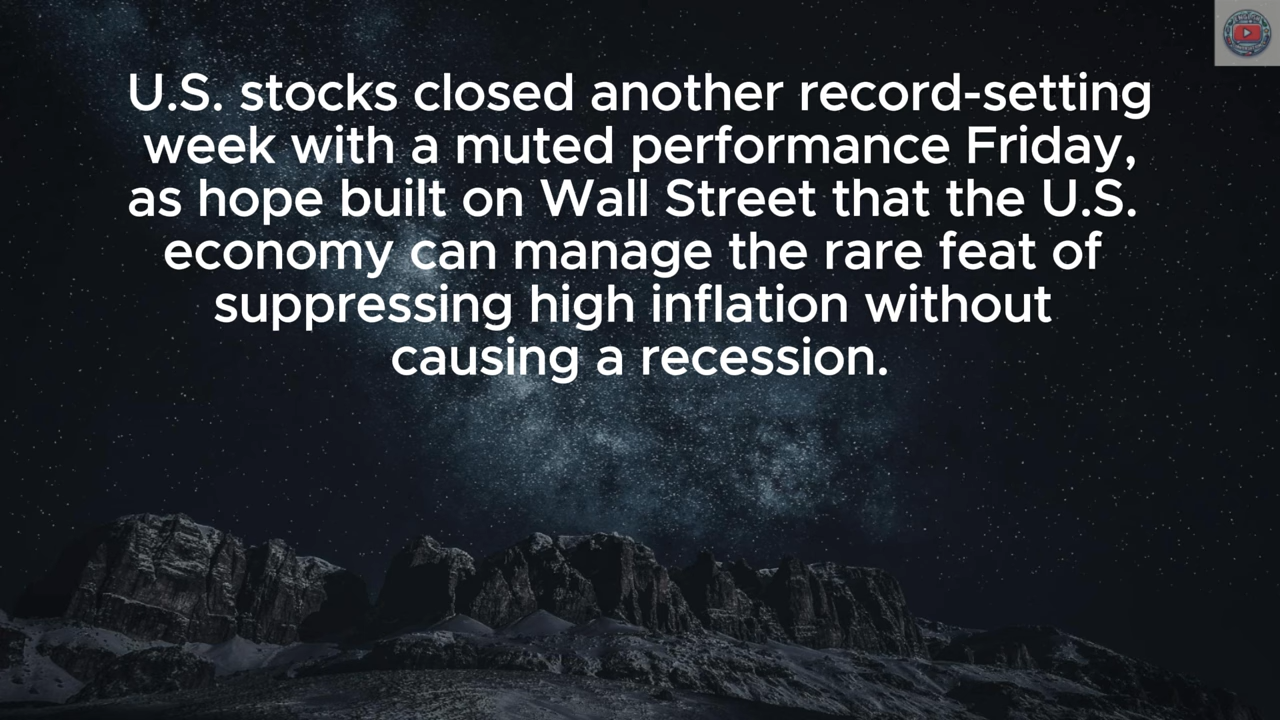 U.S. stocks closed another record-setting
week with a muted performance Friday,
as hope built on Wall Street that the U.S.
economy can manage the rare feat of
suppressing high inflation without
causing a recession.